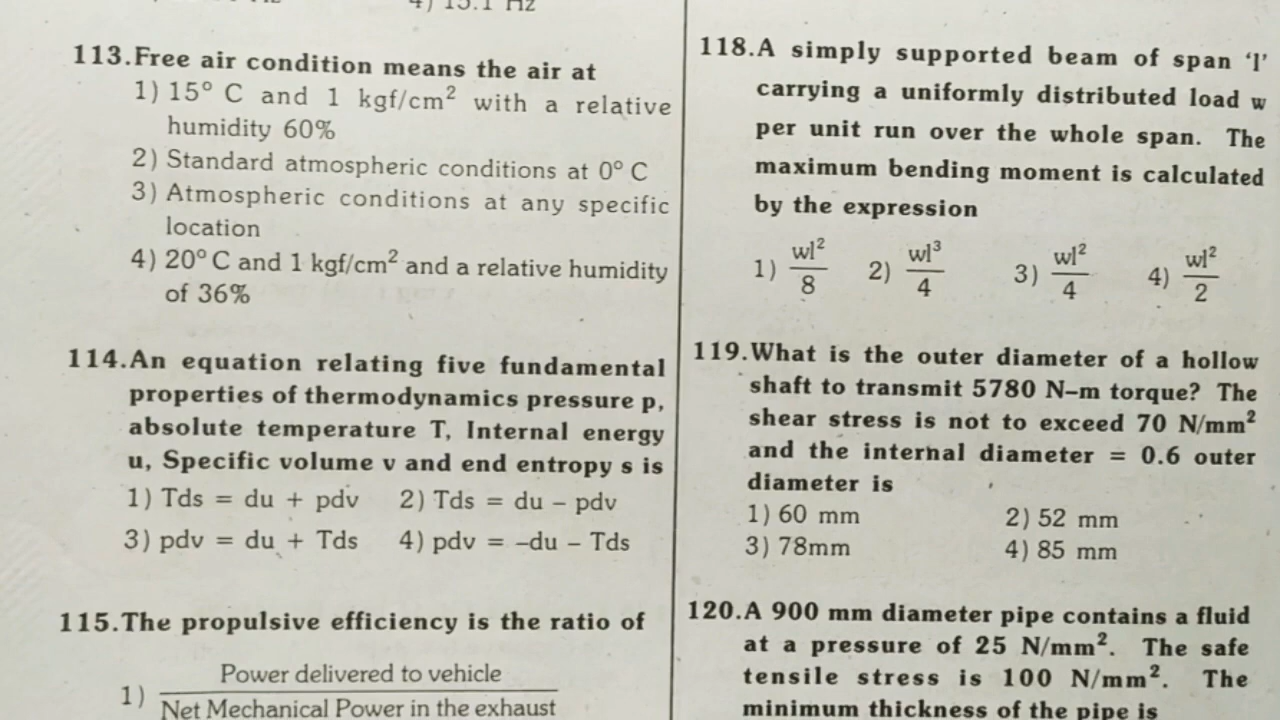 4) 15.1 Hz
113.Free air condition means the air at
1) 15° C and 1 kgf/cm² with a relative
humidity 60%
2) Standard atmospheric conditions at 0° C
3) Atmospheric conditions at any specific
location
4) 20° C and 1 kgf/cm² and a relative humidity
of 36%
114.An equation relating five fundamental
properties of thermodynamics pressure p,
absolute temperature T, Internal energy
u, Specific volume v and end entropy s is
1) Tds = du + pdv 2) Tds = du – pdv
3) pdv = du + Tds 4) pdv = –du – Tds
115.The propulsive efficiency is the ratio of
1) Power delivered to vehicle
Net Mechanical Power in the exhaust
118.A simply supported beam of span 'l'
carrying a uniformly distributed load w
per unit run over the whole span. The
maximum bending moment is calculated
by the expression
1) wl²/8 2) wl³/4 3) wl²/4 4) wl²/2
119.What is the outer diameter of a hollow
shaft to transmit 5780 N–m torque? The
shear stress is not to exceed 70 N/mm²
and the internal diameter = 0.6 outer
diameter is
1) 60 mm 2) 52 mm
3) 78mm 4) 85 mm
120.A 900 mm diameter pipe contains a fluid
at a pressure of 25 N/mm². The safe
tensile stress is 100 N/mm². The
minimum thickness of the pipe is